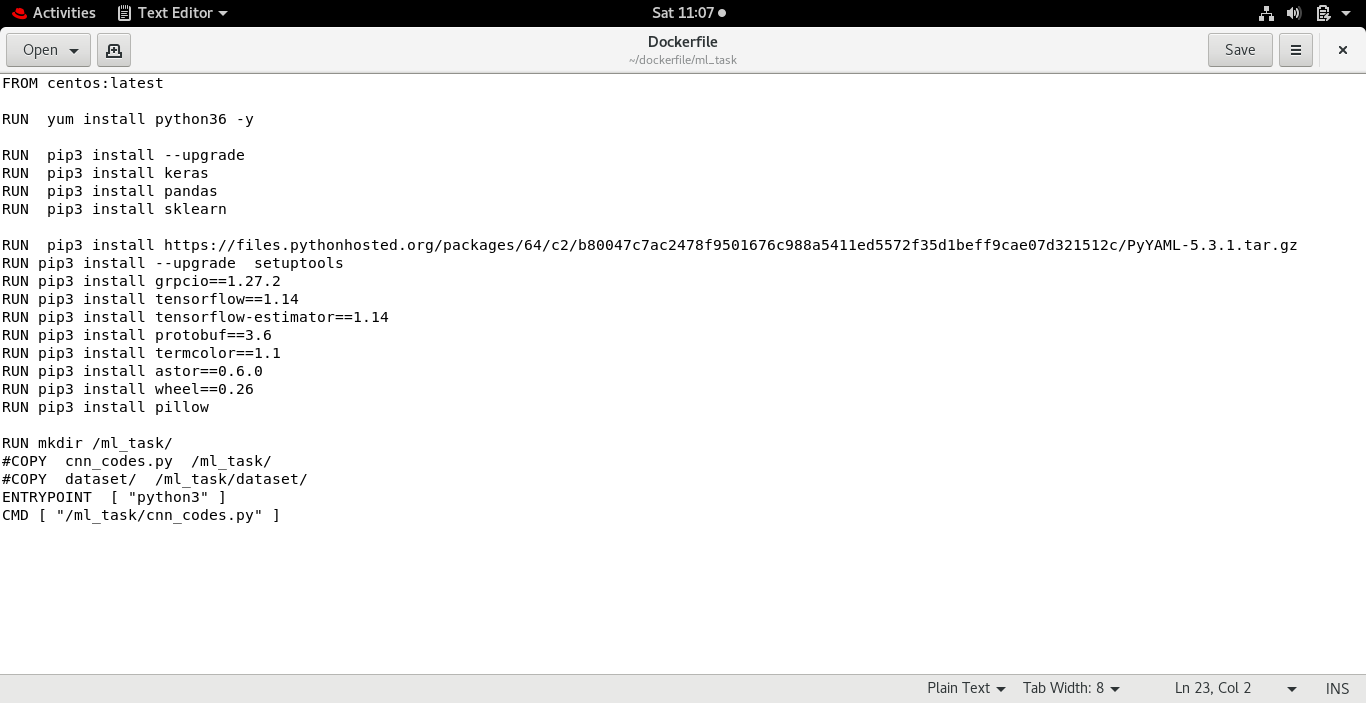 Activities Text Editor Sat 11:07
Open Dockerfile Save
~/dockerfile/ml_task
FROM centos:latest
RUN  yum install python36 -y
RUN  pip3 install --upgrade
RUN  pip3 install keras
RUN  pip3 install pandas
RUN  pip3 install sklearn
RUN  pip3 install https://files.pythonhosted.org/packages/64/c2/b80047c7ac2478f9501676c988a5411ed5572f35d1beff9cae07d321512c/PyYAML-5.3.1.tar.gz
RUN pip3 install --upgrade  setuptools
RUN pip3 install grpcio==1.27.2
RUN pip3 install tensorflow==1.14
RUN pip3 install tensorflow-estimator==1.14
RUN pip3 install protobuf==3.6
RUN pip3 install termcolor==1.1
RUN pip3 install astor==0.6.0
RUN pip3 install wheel==0.26
RUN pip3 install pillow
RUN mkdir /ml_task/
#COPY  cnn_codes.py  /ml_task/
#COPY  dataset/  /ml_task/dataset/
ENTRYPOINT  [ "python3" ]
CMD [ "/ml_task/cnn_codes.py" ]
Plain Text Tab Width: 8 Ln 23, Col 2 INS